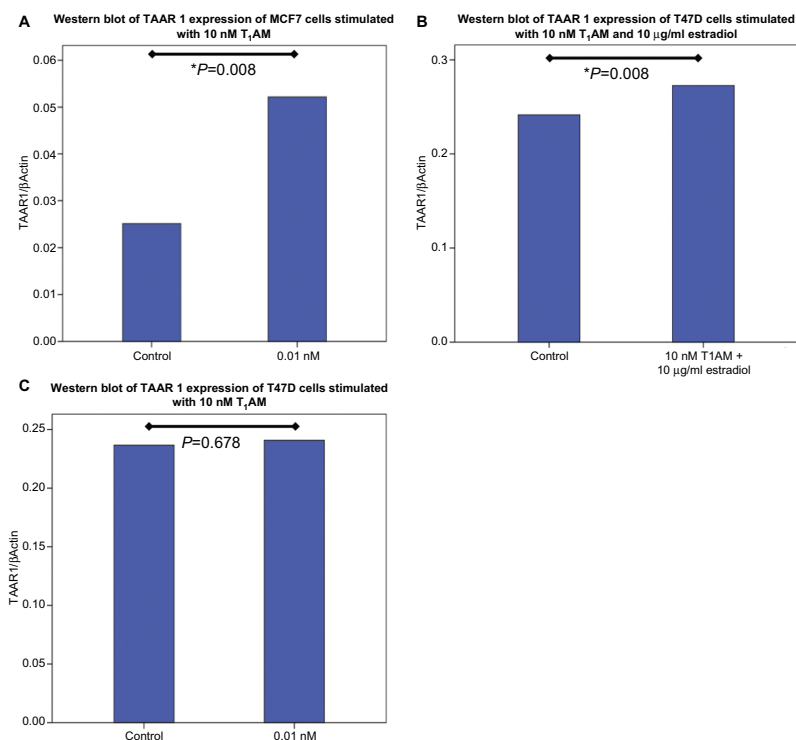 A
Western blot of TAAR 1 expression of MCF7 cells stimulated
with 10 nM T₁AM
0.06
0.05
0.04
0.03
0.02
0.01
0.00
TAAR1/βActin
*P=0.008
Control
0.01 nM
B
Western blot of TAAR 1 expression of T47D cells stimulated
with 10 nM T₁AM and 10 μg/ml estradiol
0.3
0.2
0.1
0.0
TAAR1/βActin
*P=0.008
Control
10 nM T1AM +
10 μg/ml estradiol
C
Western blot of TAAR 1 expression of T47D cells stimulated
with 10 nM T₁AM
0.25
0.20
0.15
0.10
0.05
0.00
TAAR1/βActin
P=0.678
Control
0.01 nM